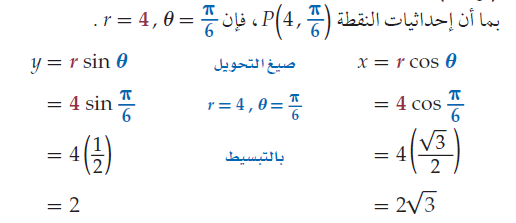 بما أن إحداثيات النقطة P(4, π/6) ، فإن r = 4, θ = π/6 .
x = r cos θ صيغ التحويل y = r sin θ
= 4 cos π/6 r = 4 , θ = π/6 = 4 sin π/6
= 4(√3/2) بالتبسيط = 4(1/2)
= 2√3 = 2